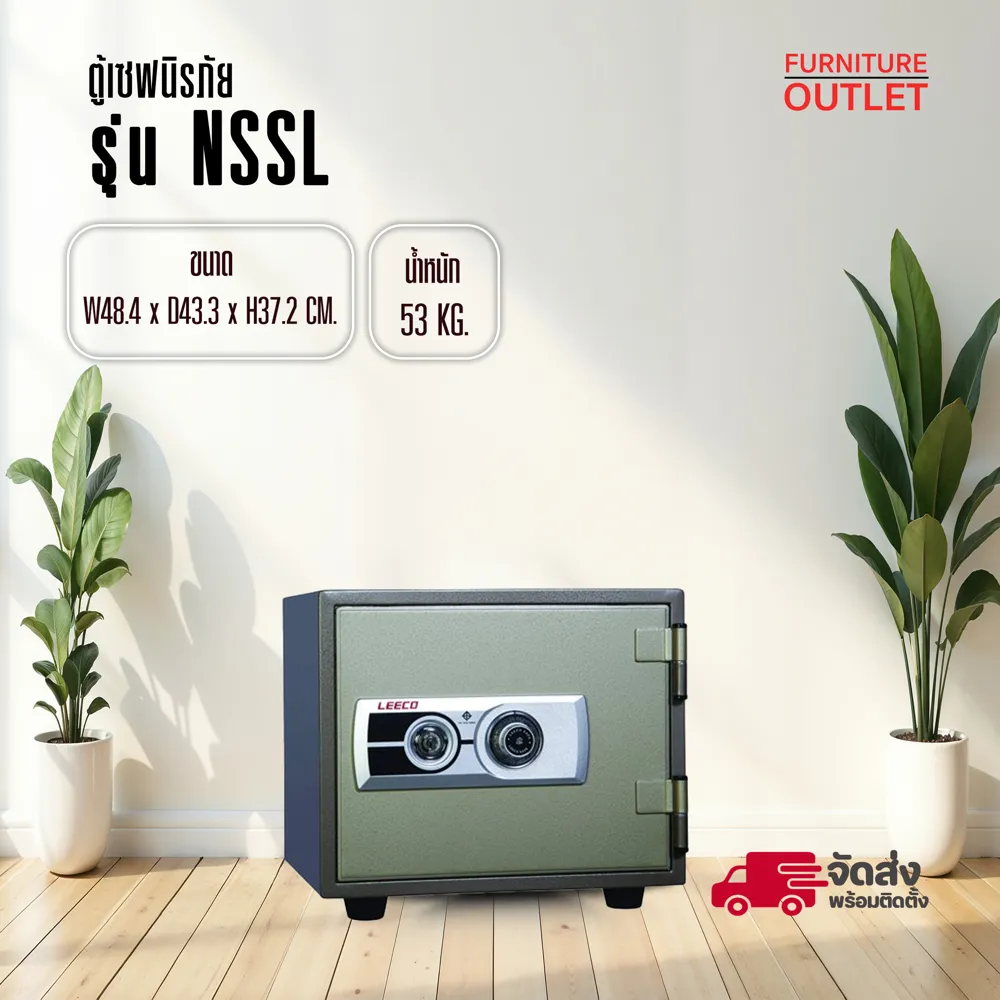 ตู้เซฟนิรภัย
รุ่น NSSL
FURNITURE
OUTLET
ขนาด
W48.4 x D43.3 x H37.2 CM.
น้ำหนัก
53 KG.
LEECO
จัดส่ง
พร้อมติดตั้ง